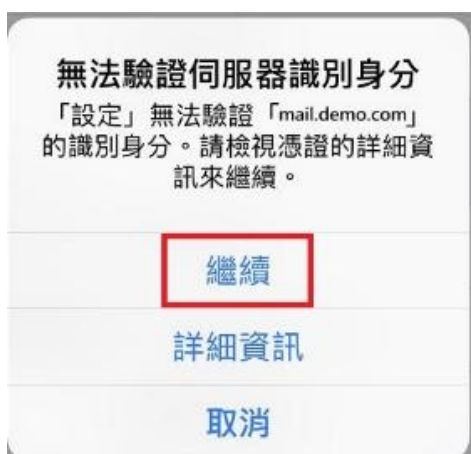 無法驗證伺服器識別身分
「設定」無法驗證「mail.demo.com」
的識別身分。請檢視憑證的詳細資
訊來繼續。
繼續
詳細資訊
取消